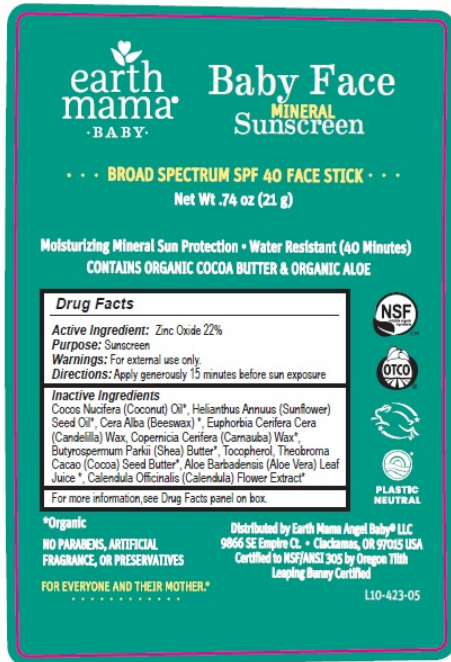 earth
mama®
·BABY·
Baby Face
MINERAL
Sunscreen
· · · BROAD SPECTRUM SPF 40 FACE STICK · · ·
Net Wt .74 oz (21 g)
Moisturizing Mineral Sun Protection • Water Resistant (40 Minutes)
CONTAINS ORGANIC COCOA BUTTER & ORGANIC ALOE
Drug Facts
Active Ingredient: Zinc Oxide 22%
Purpose: Sunscreen
Warnings: For external use only.
Directions: Apply generously 15 minutes before sun exposure
Inactive Ingredients
Cocos Nucifera (Coconut) Oil*, Helianthus Annuus (Sunflower)
Seed Oil*, Cera Alba (Beeswax) *, Euphorbia Cerifera Cera
(Candelilla) Wax, Copernicia Cerifera (Carnauba) Wax*,
Butyrospermum Parkii (Shea) Butter*, Tocopherol, Theobroma
Cacao (Cocoa) Seed Butter*, Aloe Barbadensis (Aloe Vera) Leaf
Juice *, Calendula Officinalis (Calendula) Flower Extract*
For more information,see Drug Facts panel on box.
NSF
OTCO
PLASTIC
NEUTRAL
*Organic
NO PARABENS, ARTIFICIAL
FRAGRANCE, OR PRESERVATIVES
FOR EVERYONE AND THEIR MOTHER.®
Distributed by Earth Mama Angel Baby® LLC
9866 SE Empire Ct. • Clackamas, OR 97015 USA
Certified to NSF/ANSI 305 by Oregon Tilth
Leaping Bunny Certified
L10-423-05